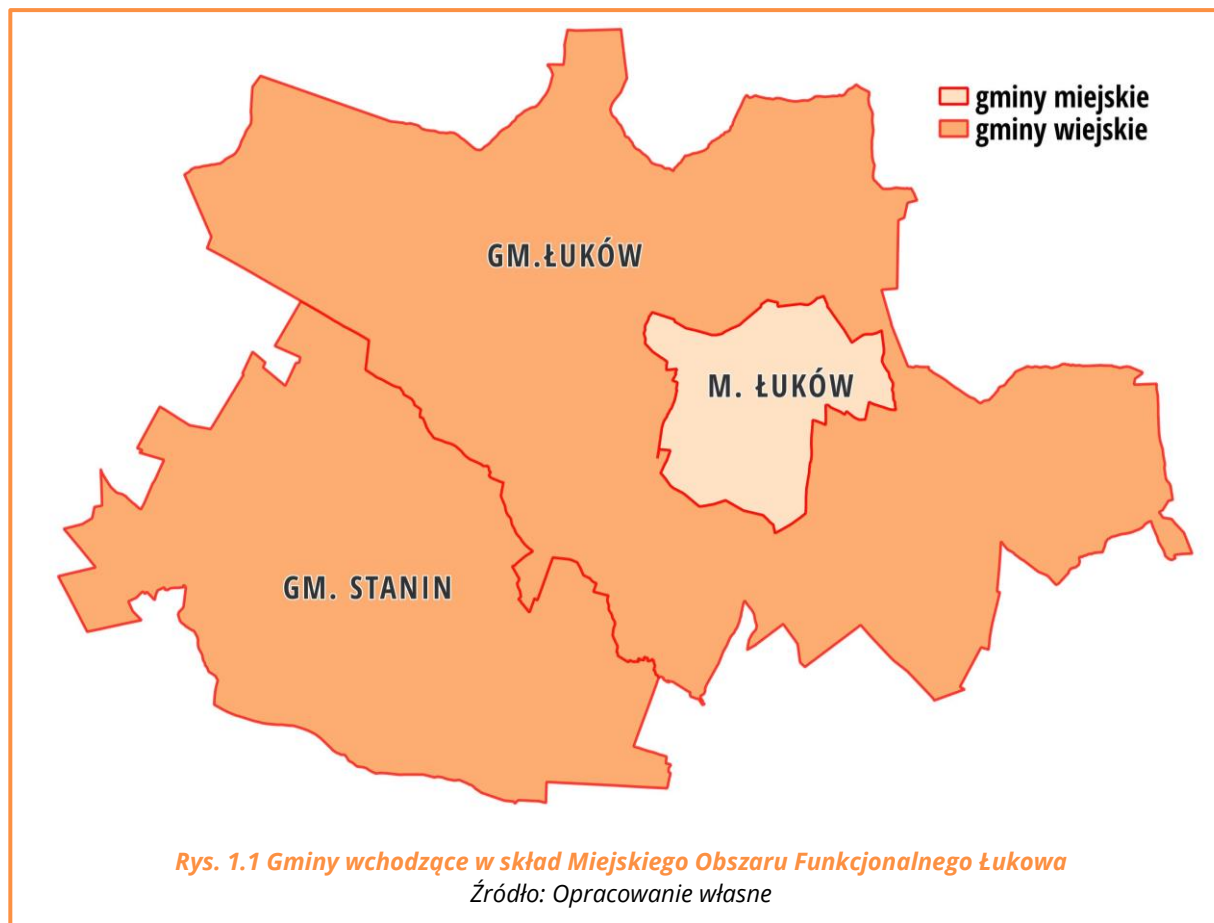 gminy miejskie
gminy wiejskie
GM.ŁUKÓW
M. ŁUKÓW
GM. STANIN
Rys. 1.1 Gminy wchodzące w skład Miejskiego Obszaru Funkcjonalnego Łukowa
Źródło: Opracowanie własne